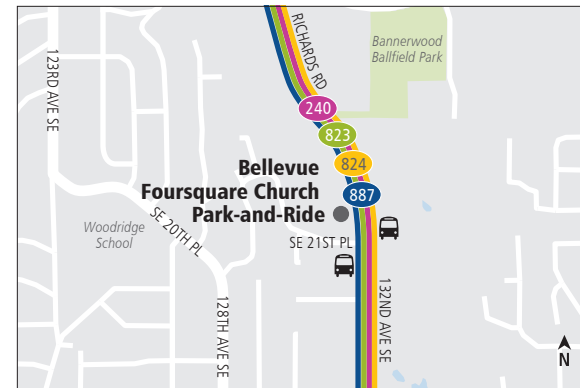 RICHARDS RD
Bannerwood
Ballfield Park
123RD AVE SE
240
823
824
887
Bellevue
Foursquare Church
Park-and-Ride
Woodridge
School
SE 20TH PL
SE 21ST PL
128TH AVE SE
132ND AVE SE
N